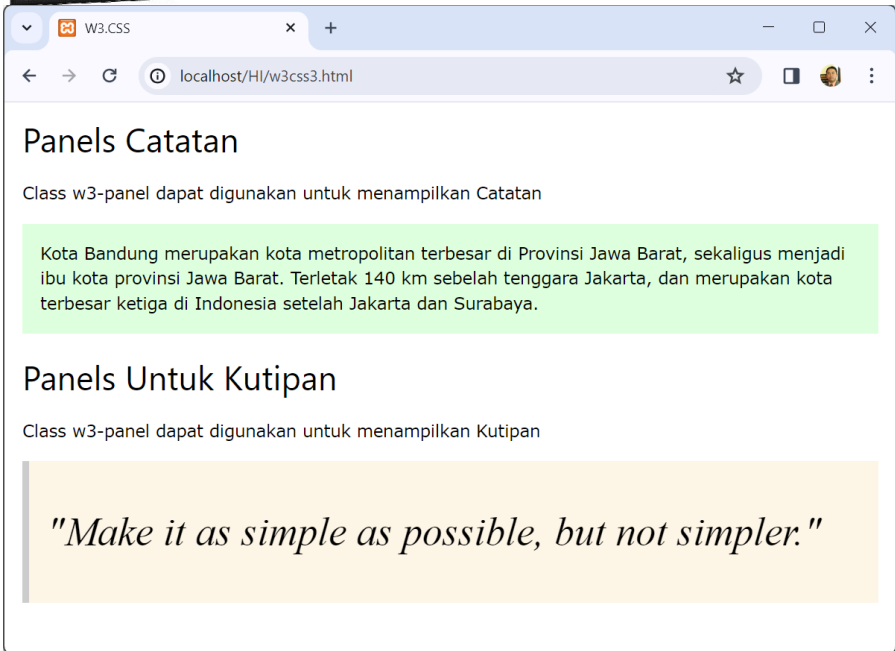 W3.CSS
localhost/HI/w3css3.html
Panels Catatan
Class w3-panel dapat digunakan untuk menampilkan Catatan
Kota Bandung merupakan kota metropolitan terbesar di Provinsi Jawa Barat, sekaligus menjadi
ibu kota provinsi Jawa Barat. Terletak 140 km sebelah tenggara Jakarta, dan merupakan kota
terbesar ketiga di Indonesia setelah Jakarta dan Surabaya.
Panels Untuk Kutipan
Class w3-panel dapat digunakan untuk menampilkan Kutipan
"Make it as simple as possible, but not simpler."